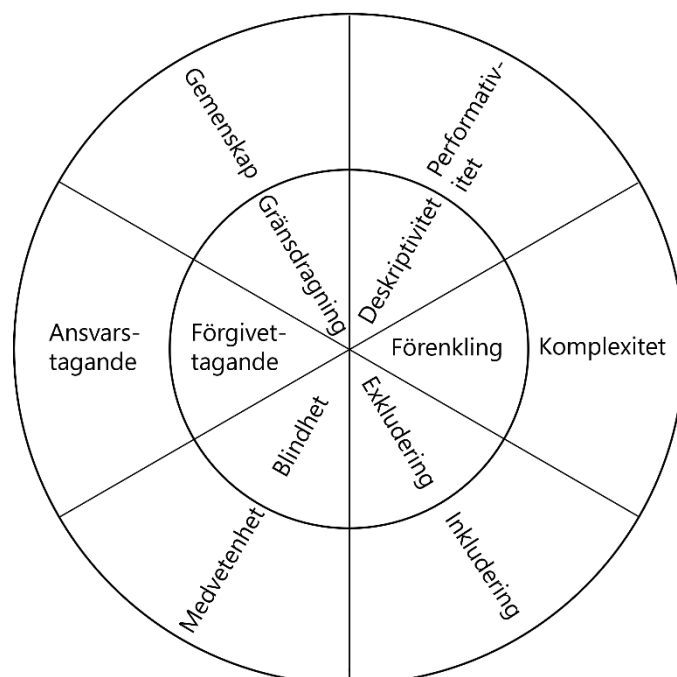 Gemenskap
Performativ-
itet
Gränsdragning
Deskriptivitet
Ansvars-
tagande
Förgivet-
tagande
Förenkling
Komplexitet
Blindhet
Exkludering
Medvetenhet
Inkludering